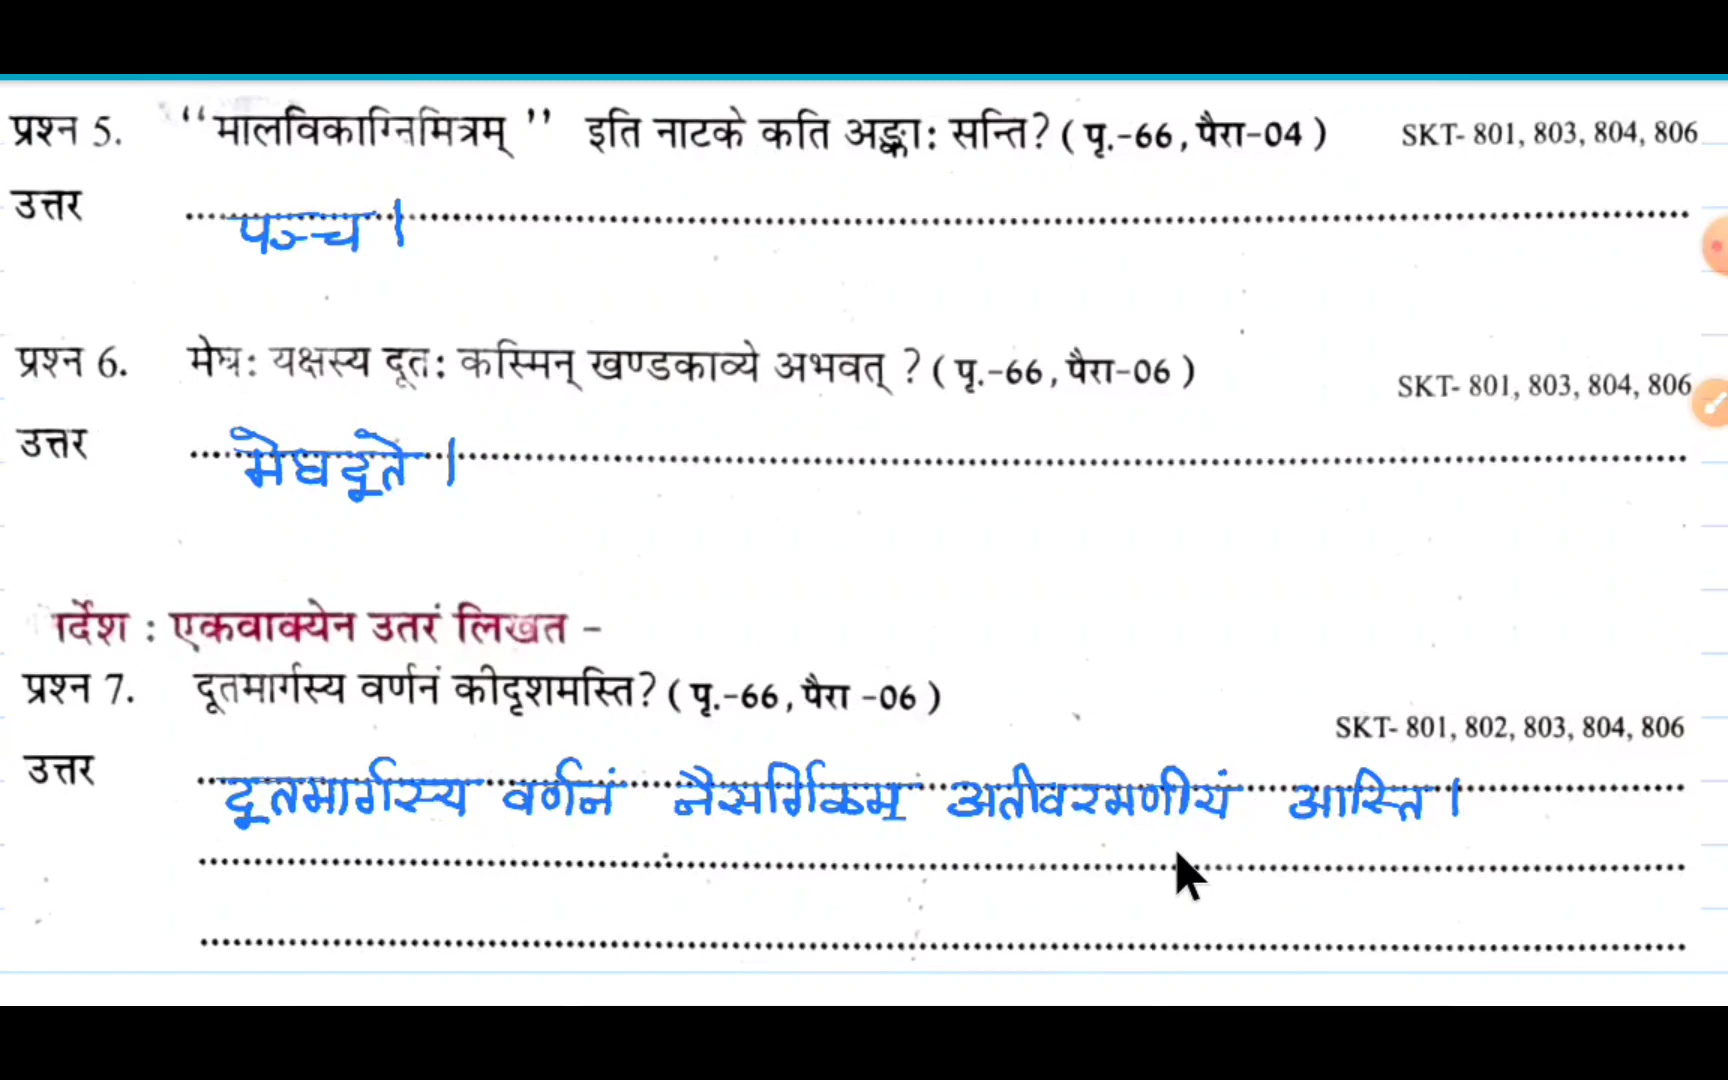 प्रश्न 5. “मालविकाग्निमित्रम् ” इति नाटके कति अङ्काः सन्ति? ( पृ.-66, पैरा-04 ) SKT- 801, 803, 804, 806
उत्तर पञ्च।
प्रश्न 6. मेघः यक्षस्य दूतः कस्मिन् खण्डकाव्ये अभवत् ? ( पृ.-66, पैरा-06 ) SKT- 801, 803, 804, 806
उत्तर मेघदूते।
र्देश : एकवाक्येन उतरं लिखत -
प्रश्न 7. दूतमार्गस्य वर्णनं कीदृशमस्ति? ( पृ.-66, पैरा -06 )
SKT- 801, 802, 803, 804, 806
उत्तर दूतमार्गस्य वर्णनं नैसर्गिकम् अतीवरमणीयं आस्ति।